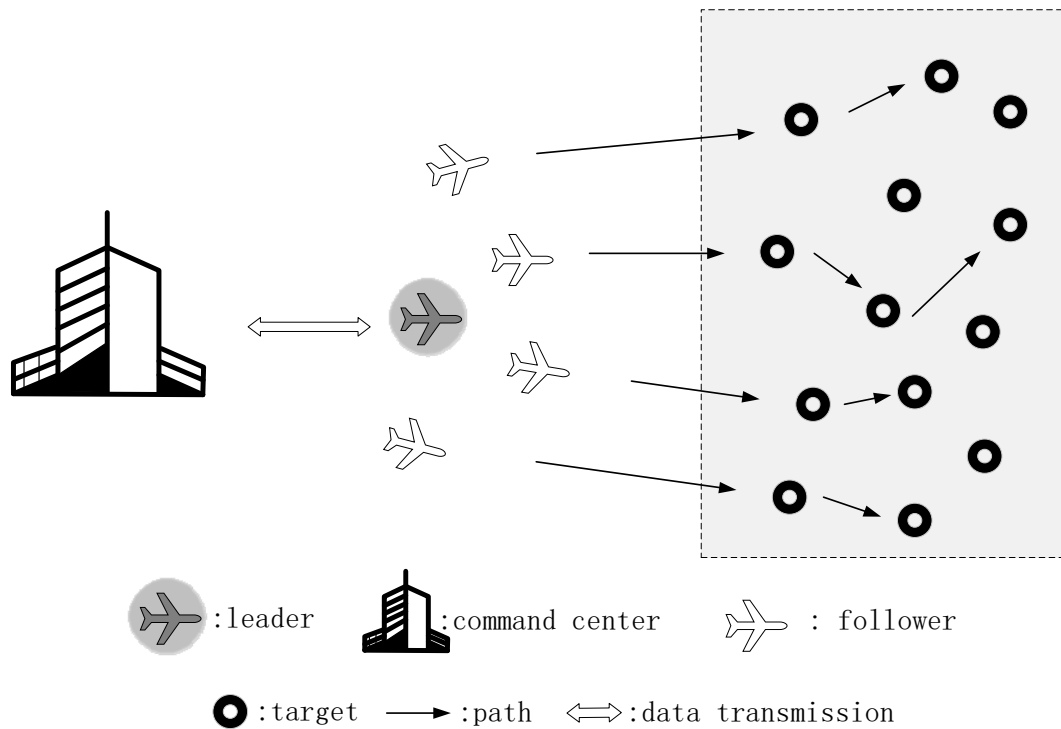 :leader :command center : follower
:target :path :data transmission